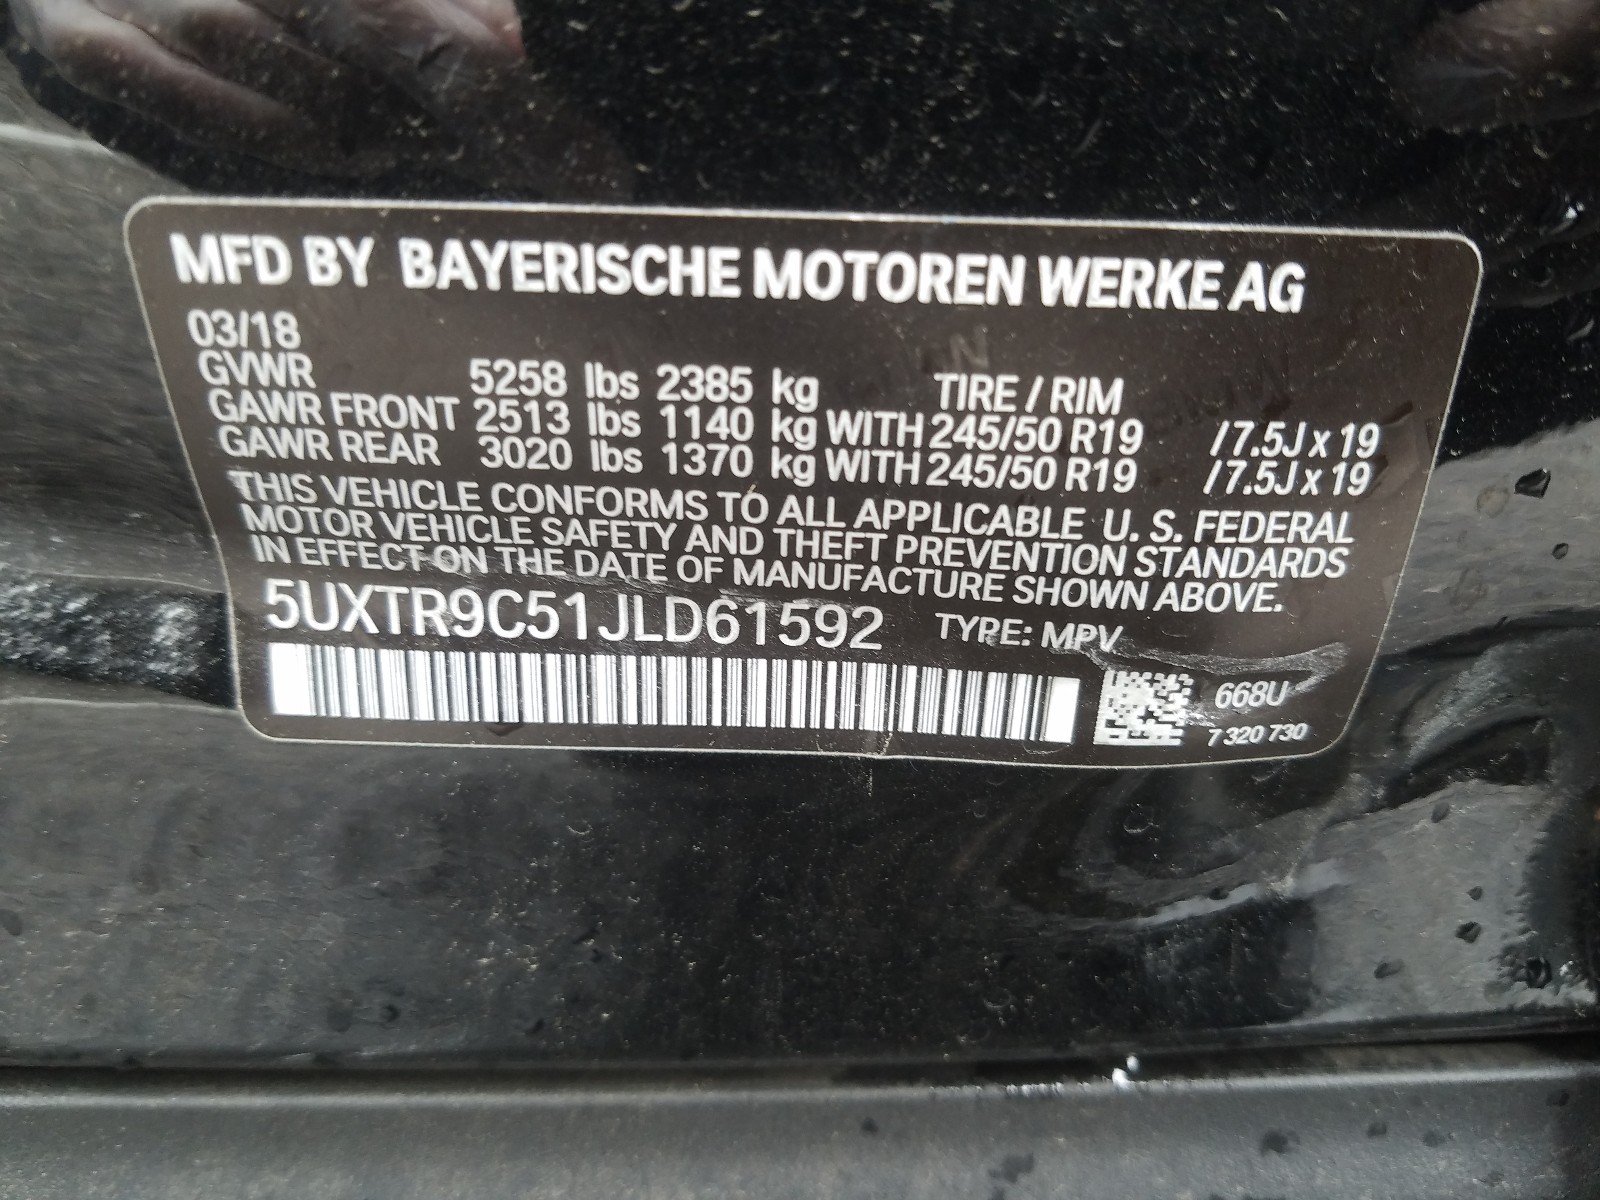 MFD BY BAYERISCHE MOTOREN WERKE AG
03/18
GVWR 5258 lbs 2385 kg TIRE / RIM
GAWR FRONT 2513 lbs 1140 kg WITH 245/50 R19 / 7.5J x 19
GAWR REAR 3020 lbs 1370 kg WITH 245/50 R19 / 7.5J x 19
THIS VEHICLE CONFORMS TO ALL APPLICABLE U. S. FEDERAL
MOTOR VEHICLE SAFETY AND THEFT PREVENTION STANDARDS
IN EFFECT ON THE DATE OF MANUFACTURE SHOWN ABOVE.
5UXTR9C51JLD61592 TYPE: MPV
668U
7 320 730